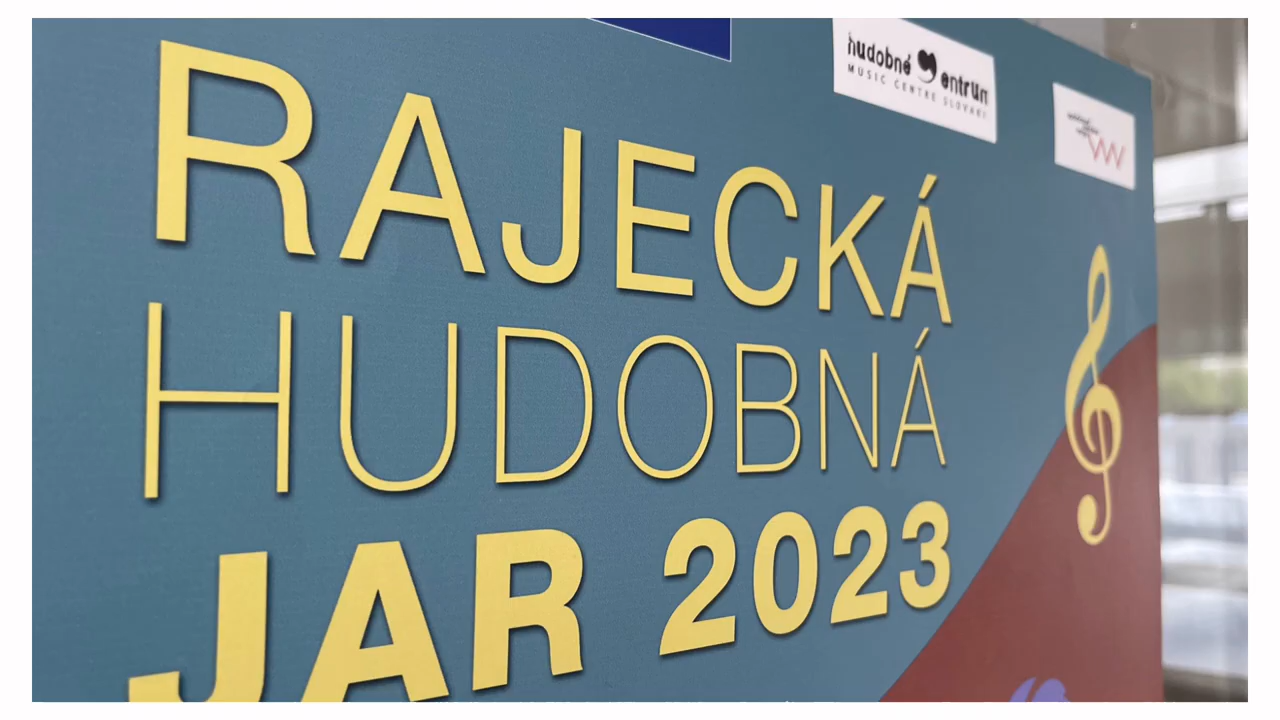 hudobné centrum
MUSIC CENTRE SLOVAKIA
RAJECKÁ
HUDOBNÁ
JAR 2023